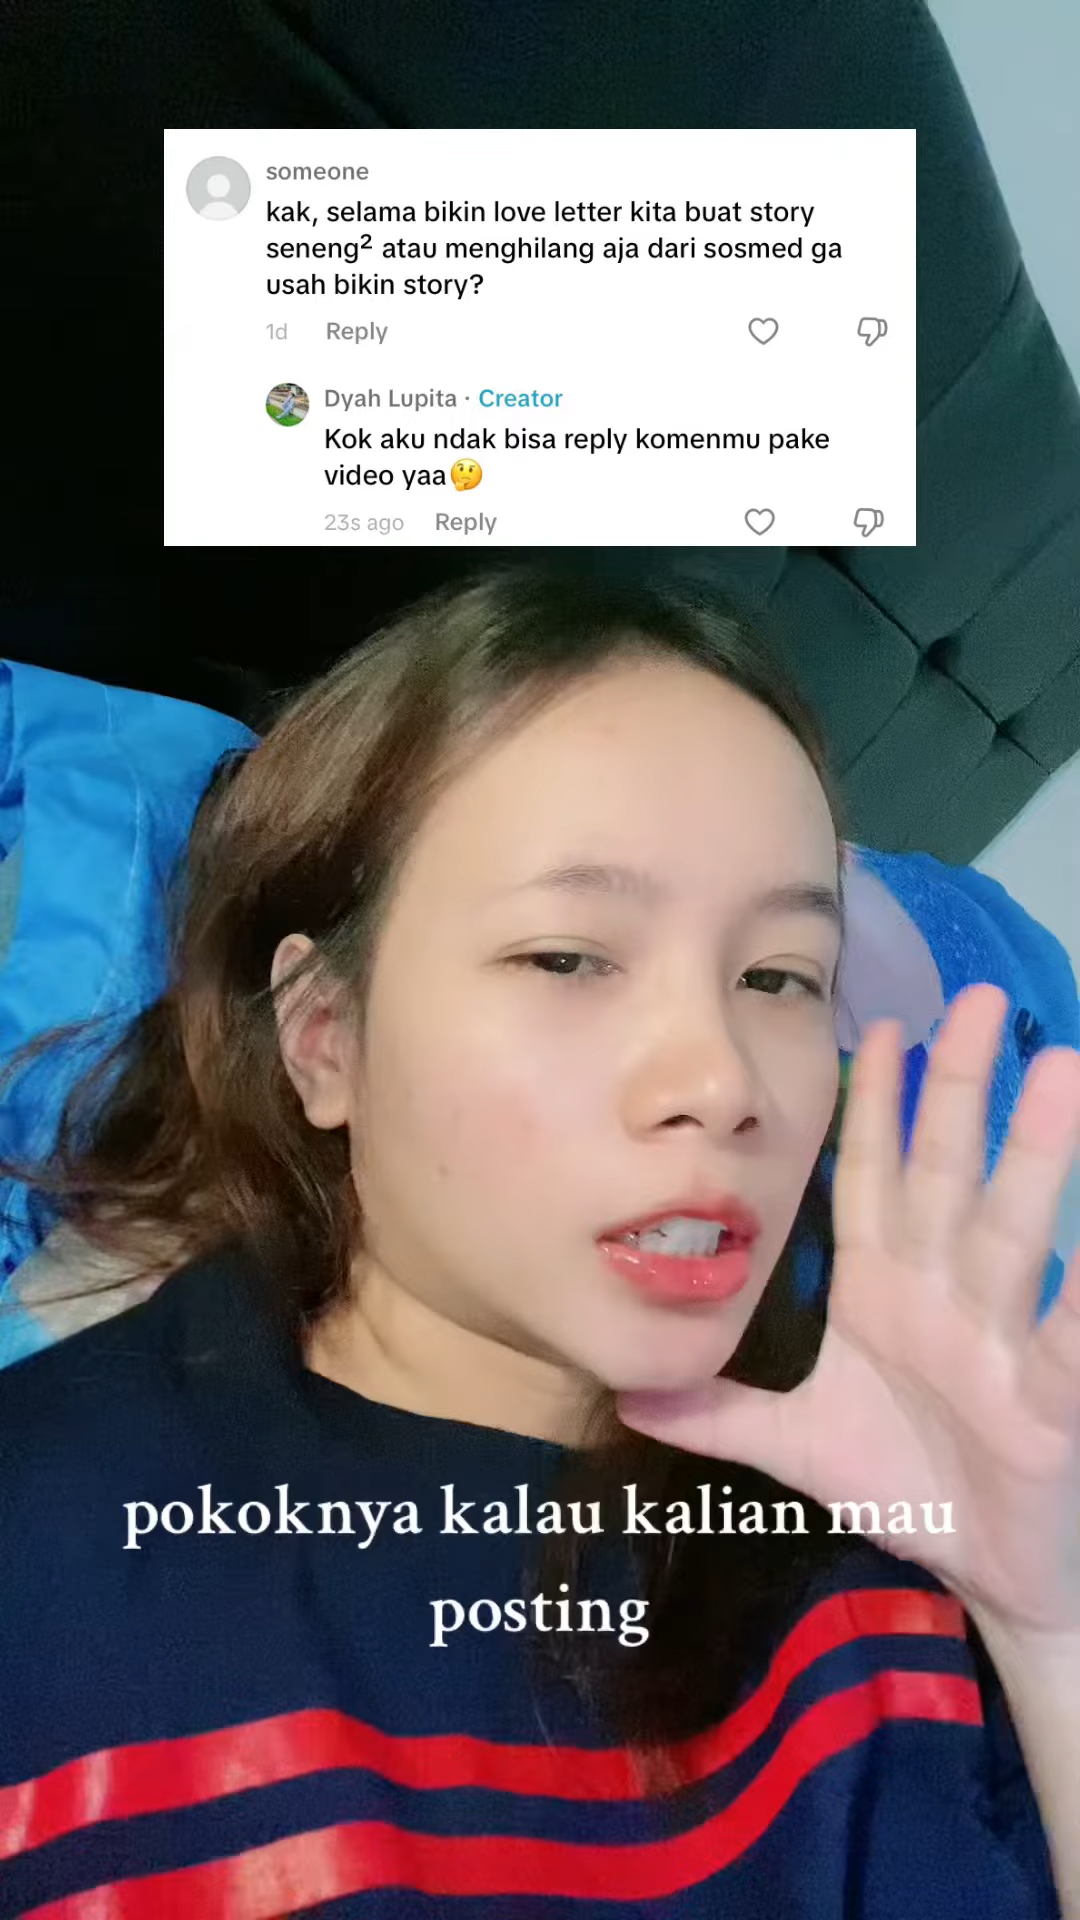 someone
kak, selama bikin love letter kita buat story
seneng² atau menghilang aja dari sosmed ga
usah bikin story?
1d Reply
Dyah Lupita · Creator
Kok aku ndak bisa reply komenmu pake
video yaa🤔
23s ago Reply
pokoknya kalau kalian mau
posting